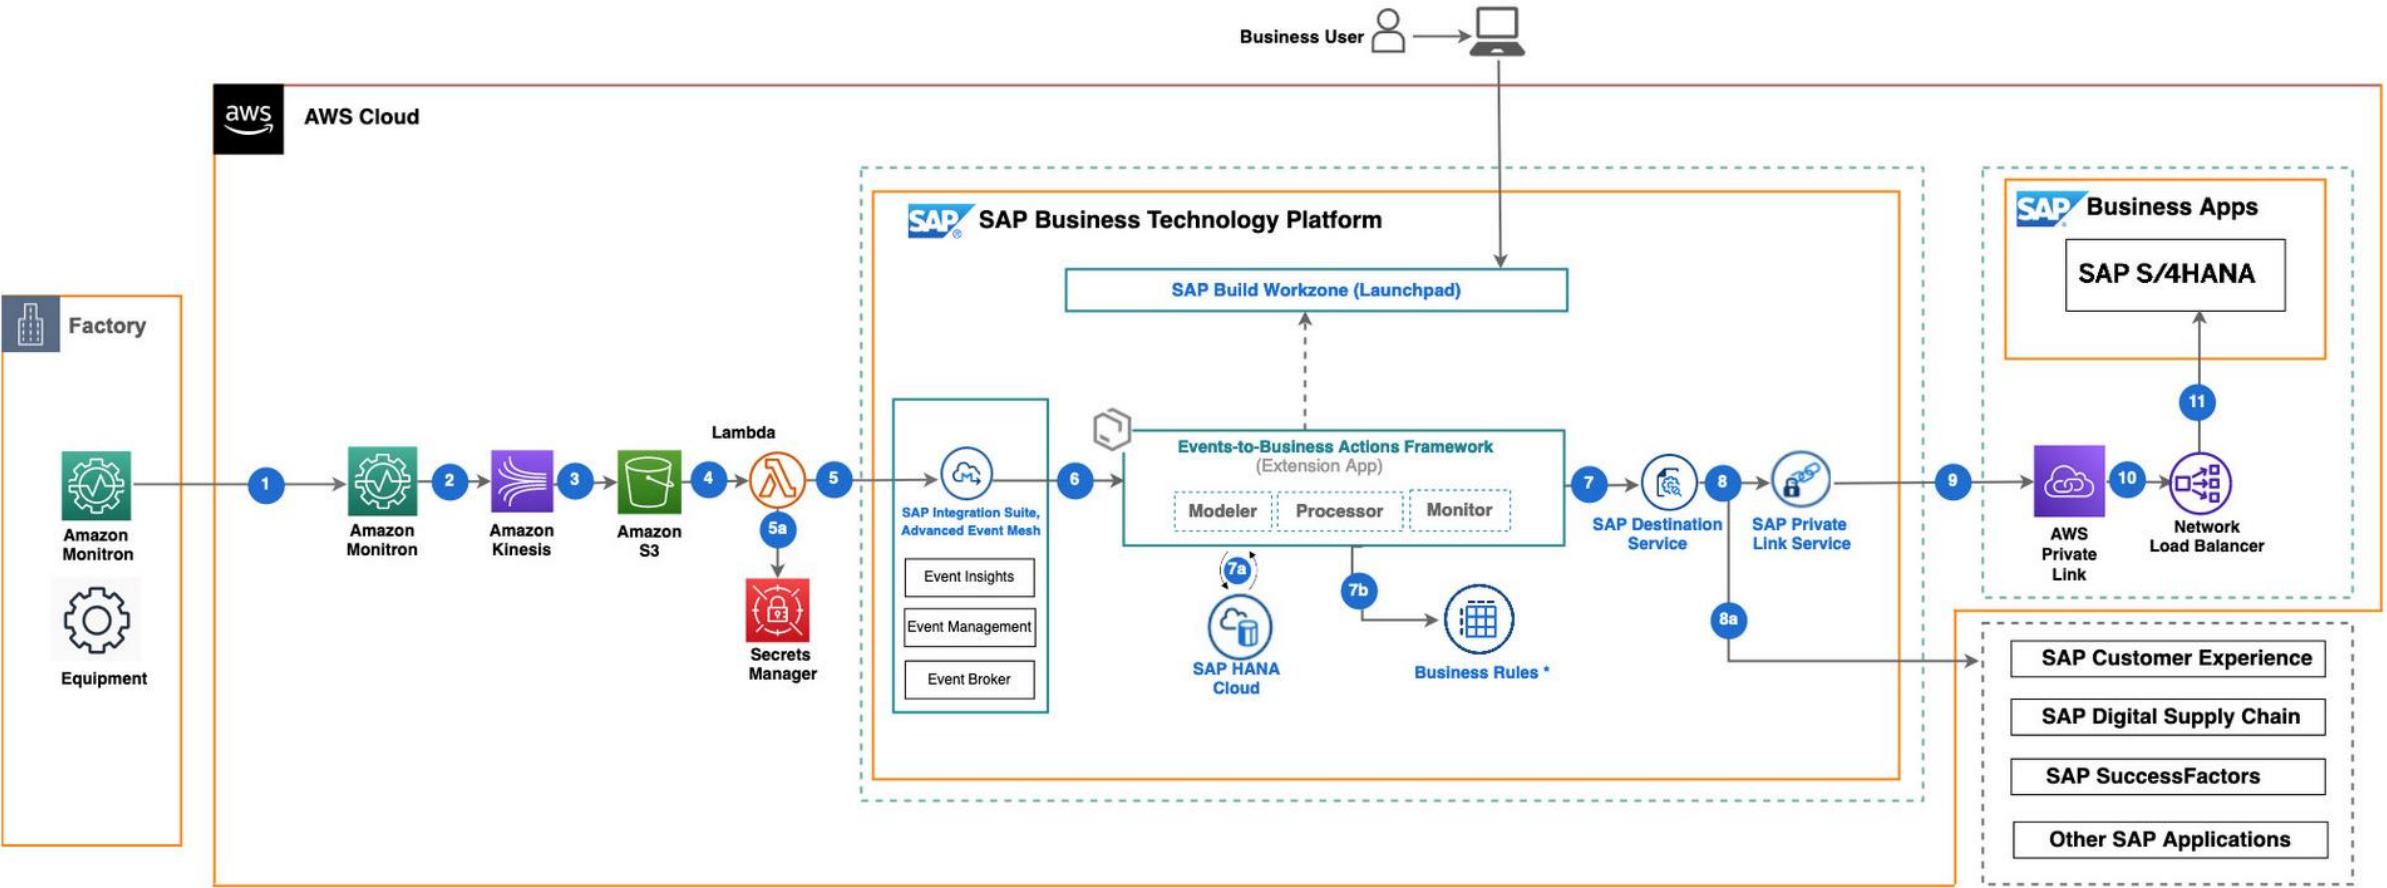 Business User
aws
AWS Cloud
SAP
SAP Business Technology Platform
SAP
Business Apps
SAP S/4HANA
SAP Build Workzone (Launchpad)
Factory
Amazon
Monitron
Equipment
1
Amazon
Monitron
2
Amazon
Kinesis
3
Amazon
S3
4
Lambda
5
5a
Secrets
Manager
SAP Integration Suite,
Advanced Event Mesh
Event Insights
Event Management
Event Broker
6
Events-to-Business Actions Framework
(Extension App)
Modeler
Processor
Monitor
7a
SAP HANA
Cloud
7b
Business Rules *
7
SAP Destination
Service
8
SAP Private
Link Service
8a
9
AWS
Private
Link
10
Network
Load Balancer
11
SAP Customer Experience
SAP Digital Supply Chain
SAP SuccessFactors
Other SAP Applications